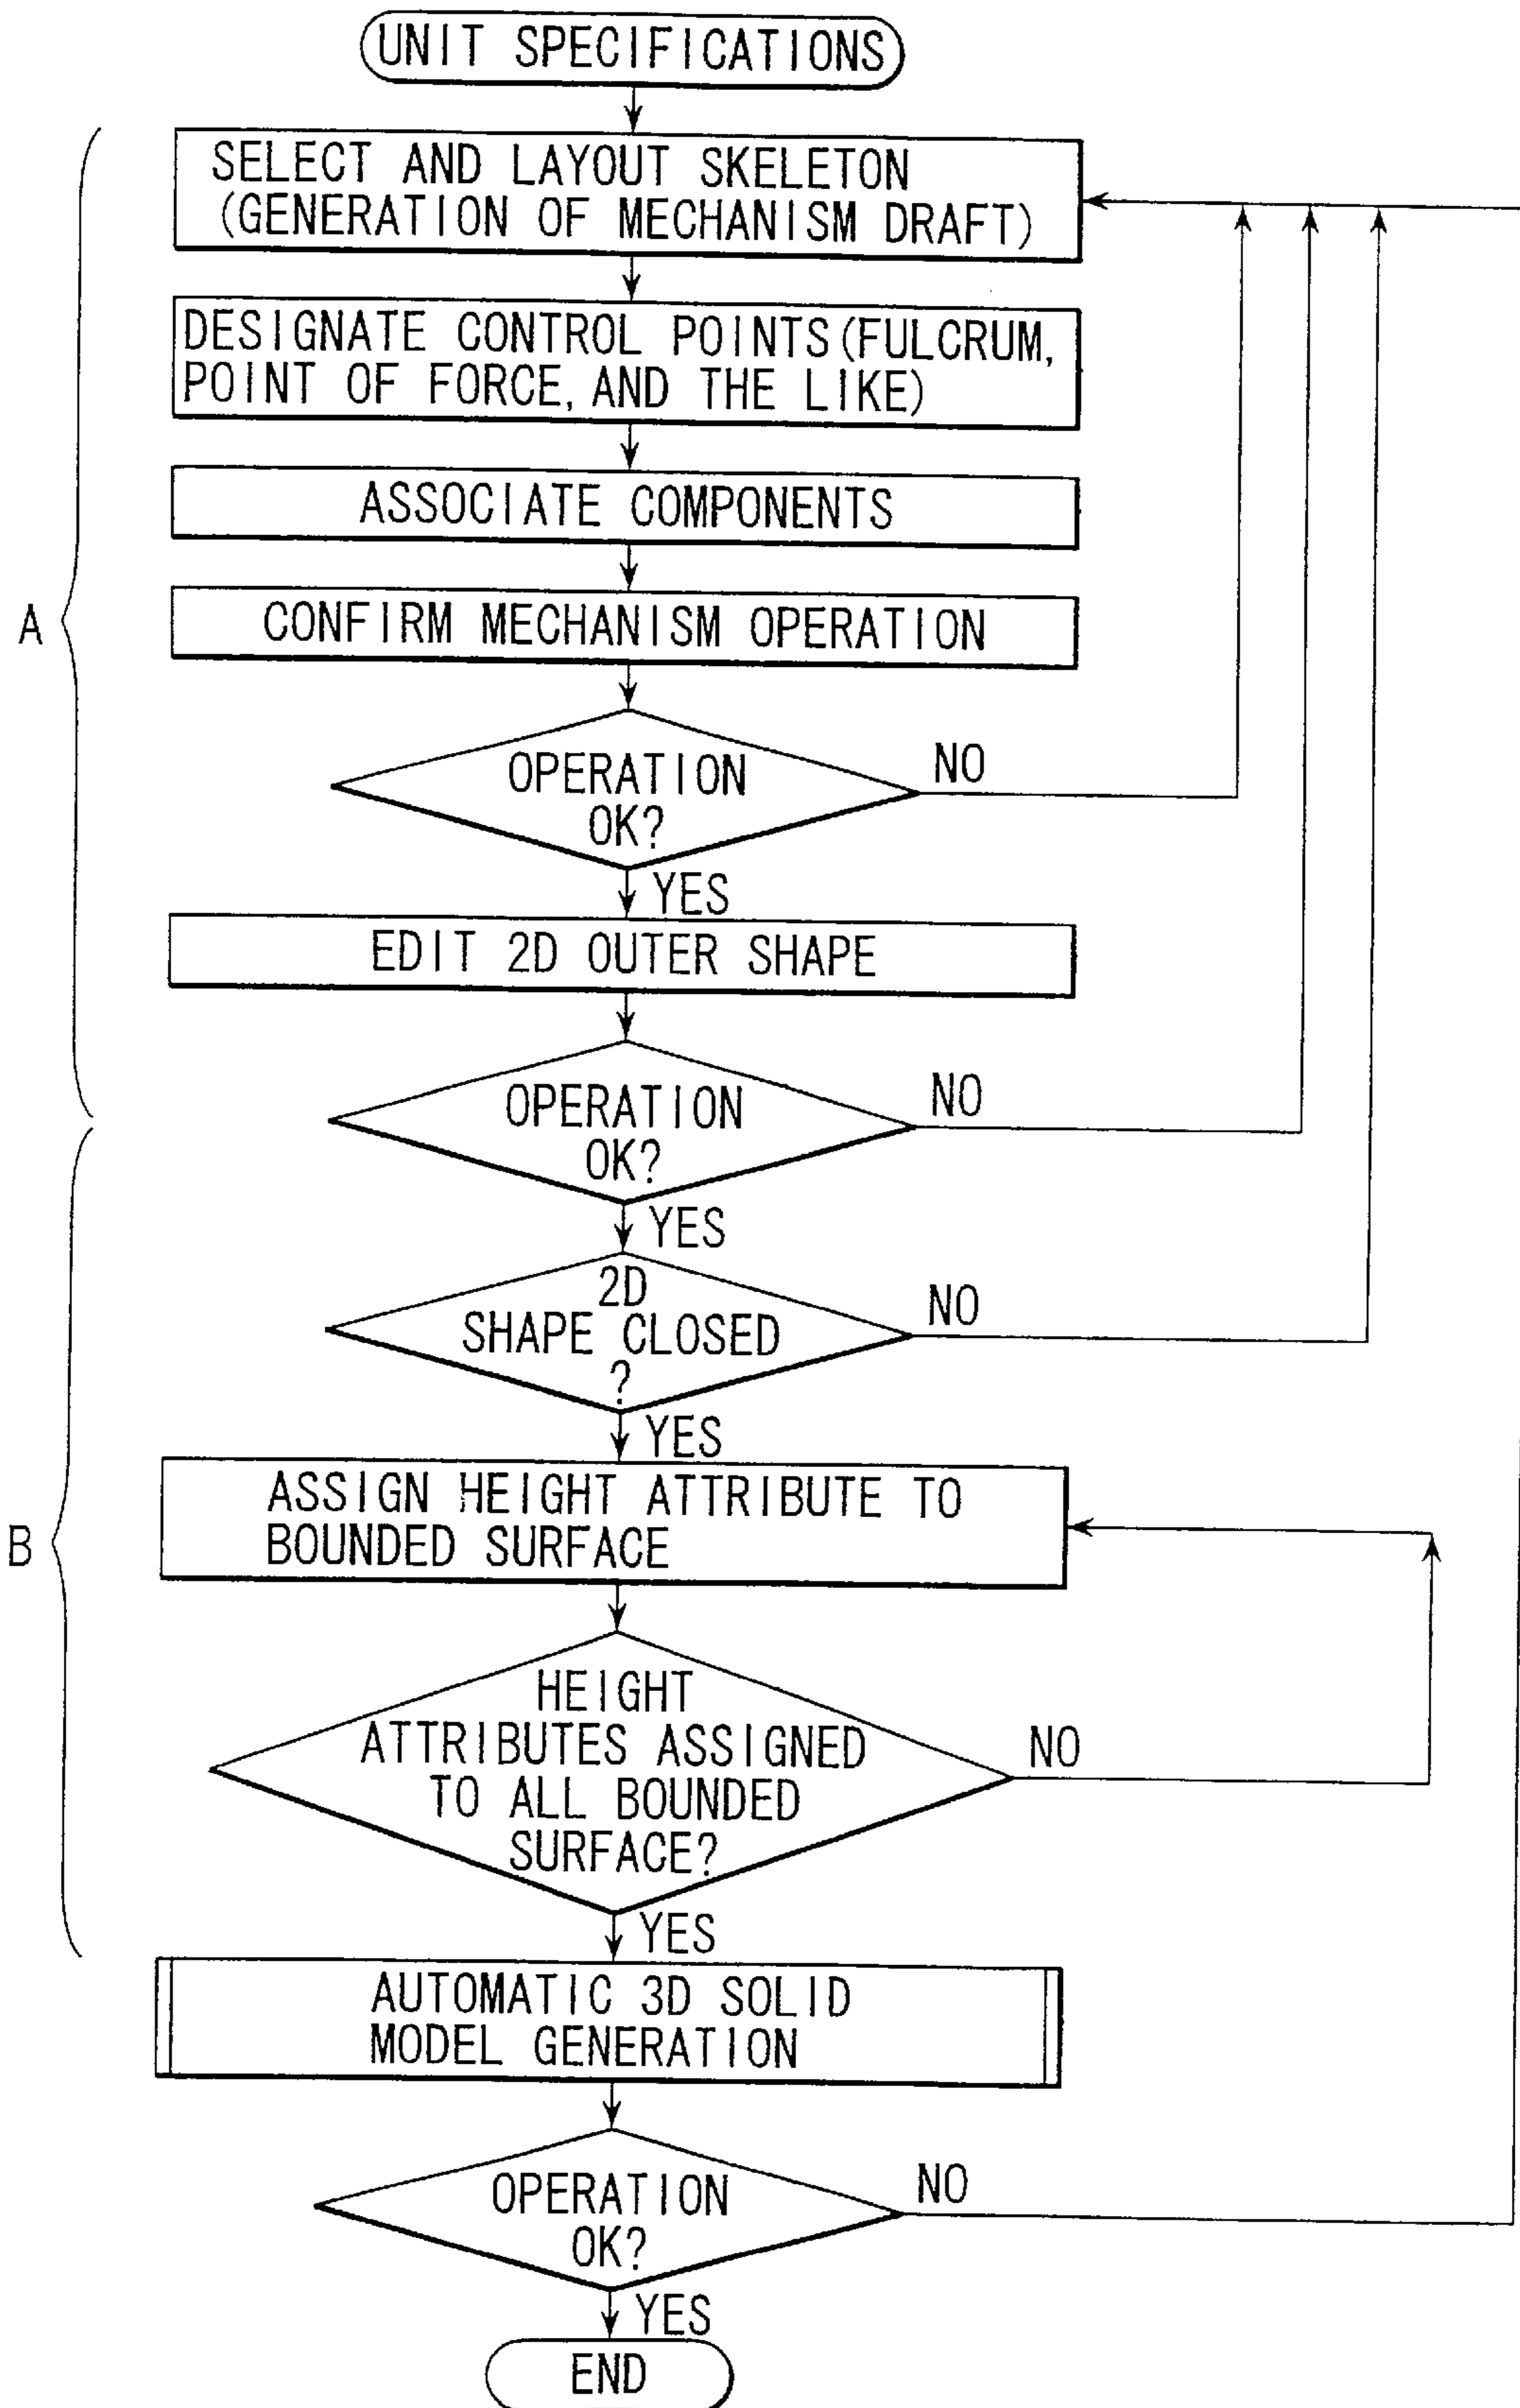 UNIT SPECIFICATIONS
SELECT AND LAYOUT SKELETON
(GENERATION OF MECHANISM DRAFT)
DESIGNATE CONTROL POINTS(FULCRUM,
POINT OF FORCE, AND THE LIKE)
ASSOCIATE COMPONENTS
CONFIRM MECHANISM OPERATION
A
OPERATION
OK?
NO
YES
EDIT 2D OUTER SHAPE
OPERATION
OK?
NO
YES
2D
SHAPE CLOSED
?
NO
YES
ASSIGN HEIGHT ATTRIBUTE TO
BOUNDED SURFACE
B
HEIGHT
ATTRIBUTES ASSIGNED
TO ALL BOUNDED
SURFACE?
NO
YES
AUTOMATIC 3D SOLID
MODEL GENERATION
OPERATION
OK?
NO
YES
END